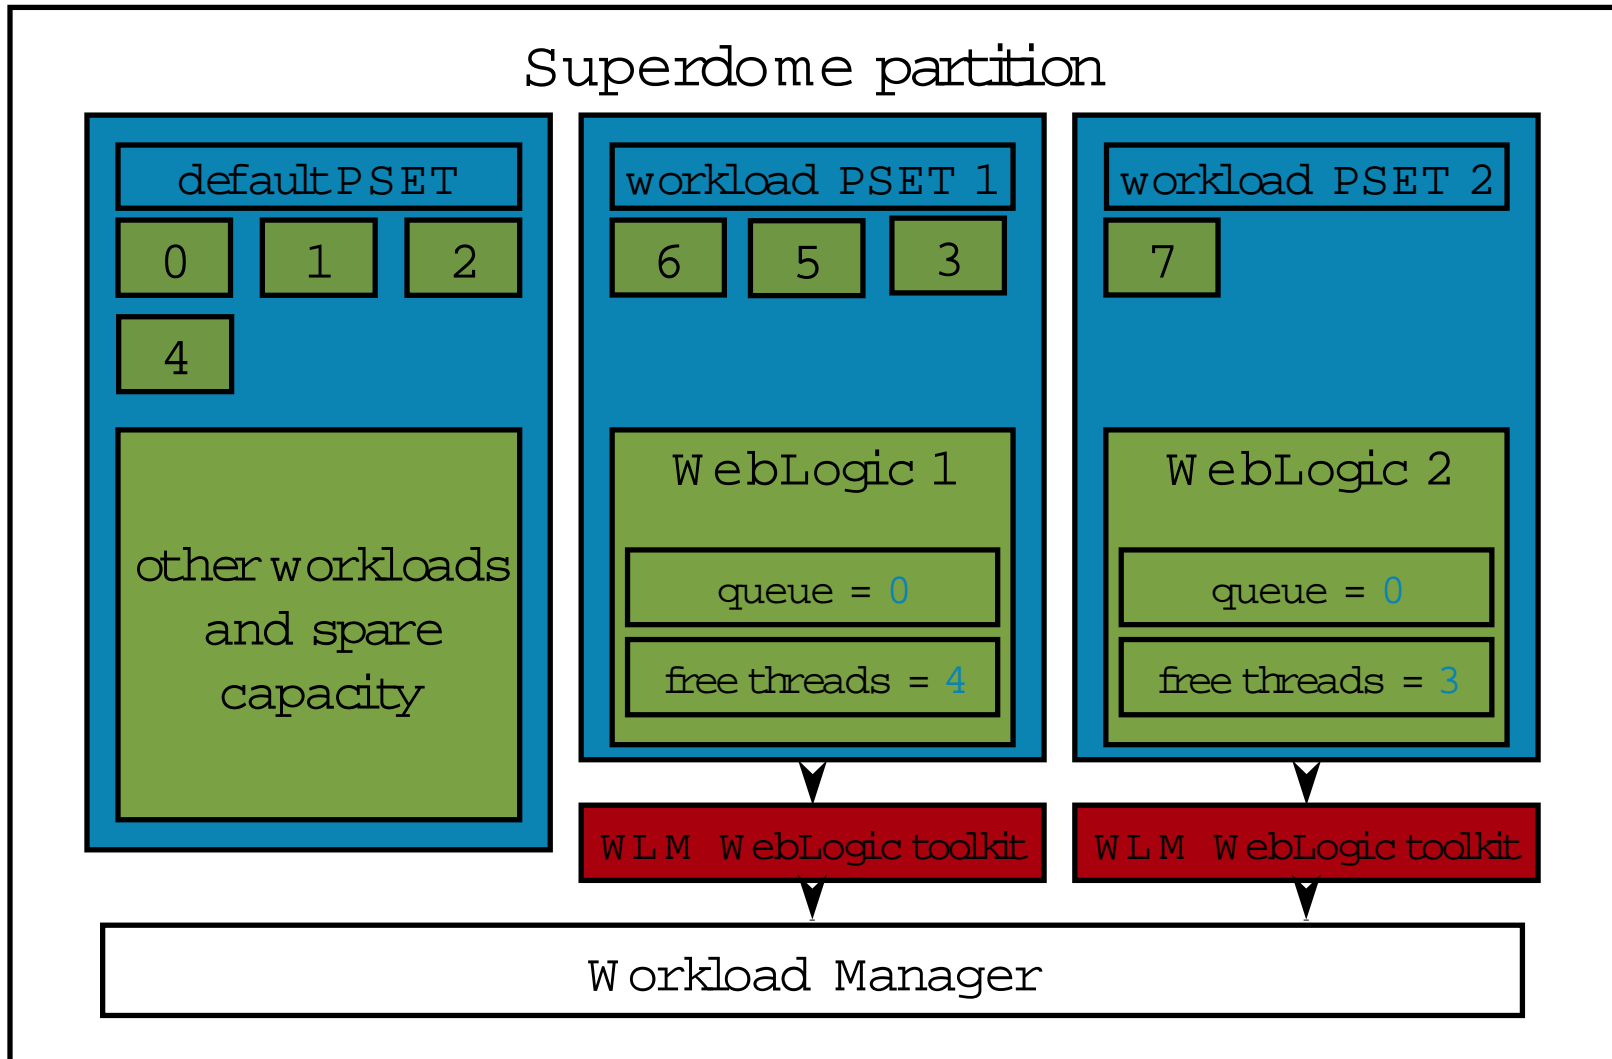 Superdome partition
default PSET
0 1 2
4
other workloads
and spare
capacity
workload PSET 1
6 5 3
WebLogic 1
queue = 0
free threads = 4
WLM WebLogic toolkit
workload PSET 2
7
WebLogic 2
queue = 0
free threads = 3
WLM WebLogic toolkit
Workload Manager